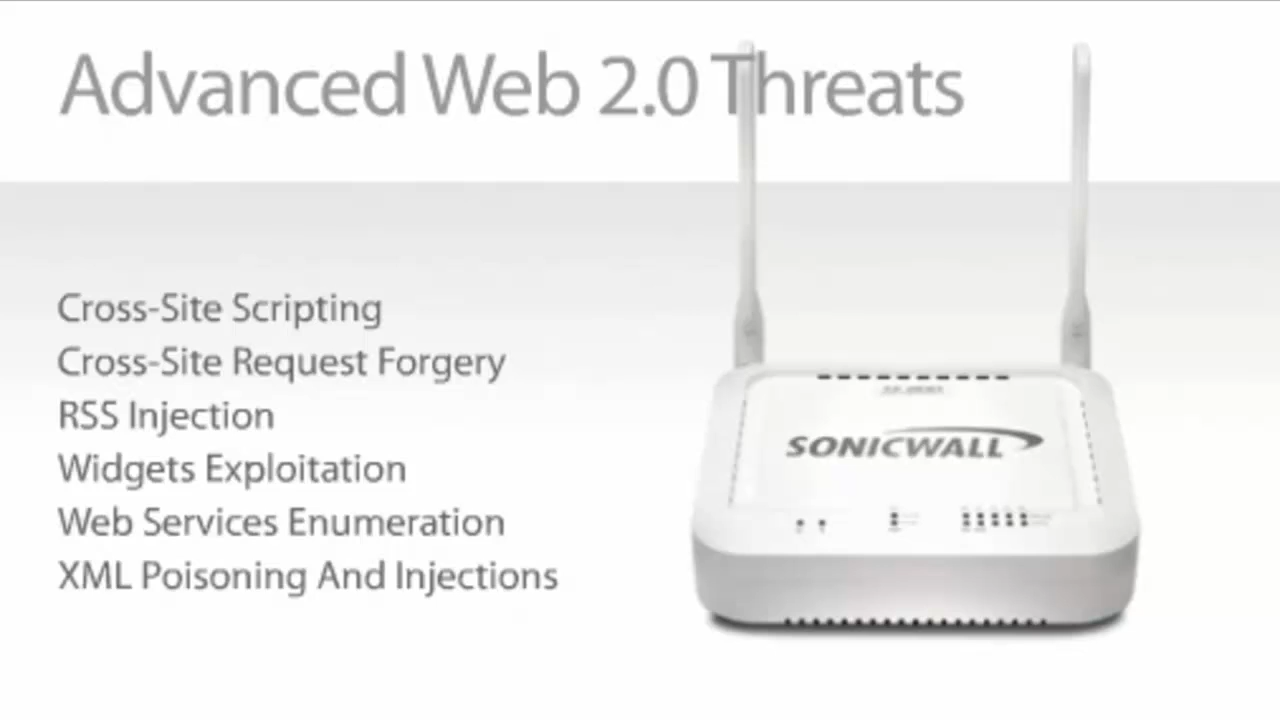 Advanced Web 2.0 Threats
Cross-Site Scripting
Cross-Site Request Forgery
RSS Injection
Widgets Exploitation
Web Services Enumeration
XML Poisoning And Injections
SONICWALL